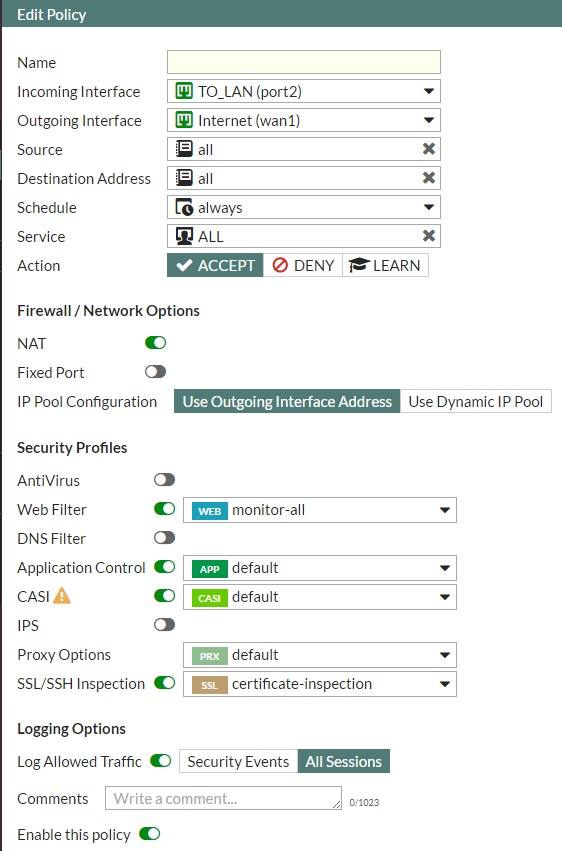 Edit Policy
Name
Incoming Interface TO_LAN (port2)
Outgoing Interface Internet (wan1)
Source all
Destination Address all
Schedule always
Service ALL
Action ACCEPT DENY LEARN
Firewall / Network Options
NAT
Fixed Port
IP Pool Configuration Use Outgoing Interface Address Use Dynamic IP Pool
Security Profiles
AntiVirus
Web Filter WEB monitor-all
DNS Filter
Application Control APP default
CASI CASI default
IPS
Proxy Options PRX default
SSL/SSH Inspection SSL certificate-inspection
Logging Options
Log Allowed Traffic Security Events All Sessions
Comments Write a comment... 0/1023
Enable this policy